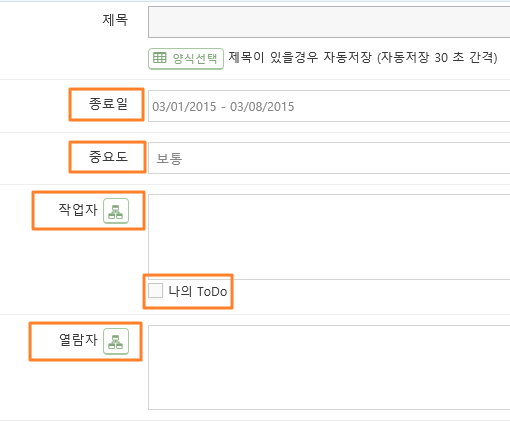 제목
양식선택 제목이 있을경우 자동저장 (자동저장 30 초 간격)
종료일 03/01/2015 - 03/08/2015
중요도 보통
작업자
나의 ToDo
열람자